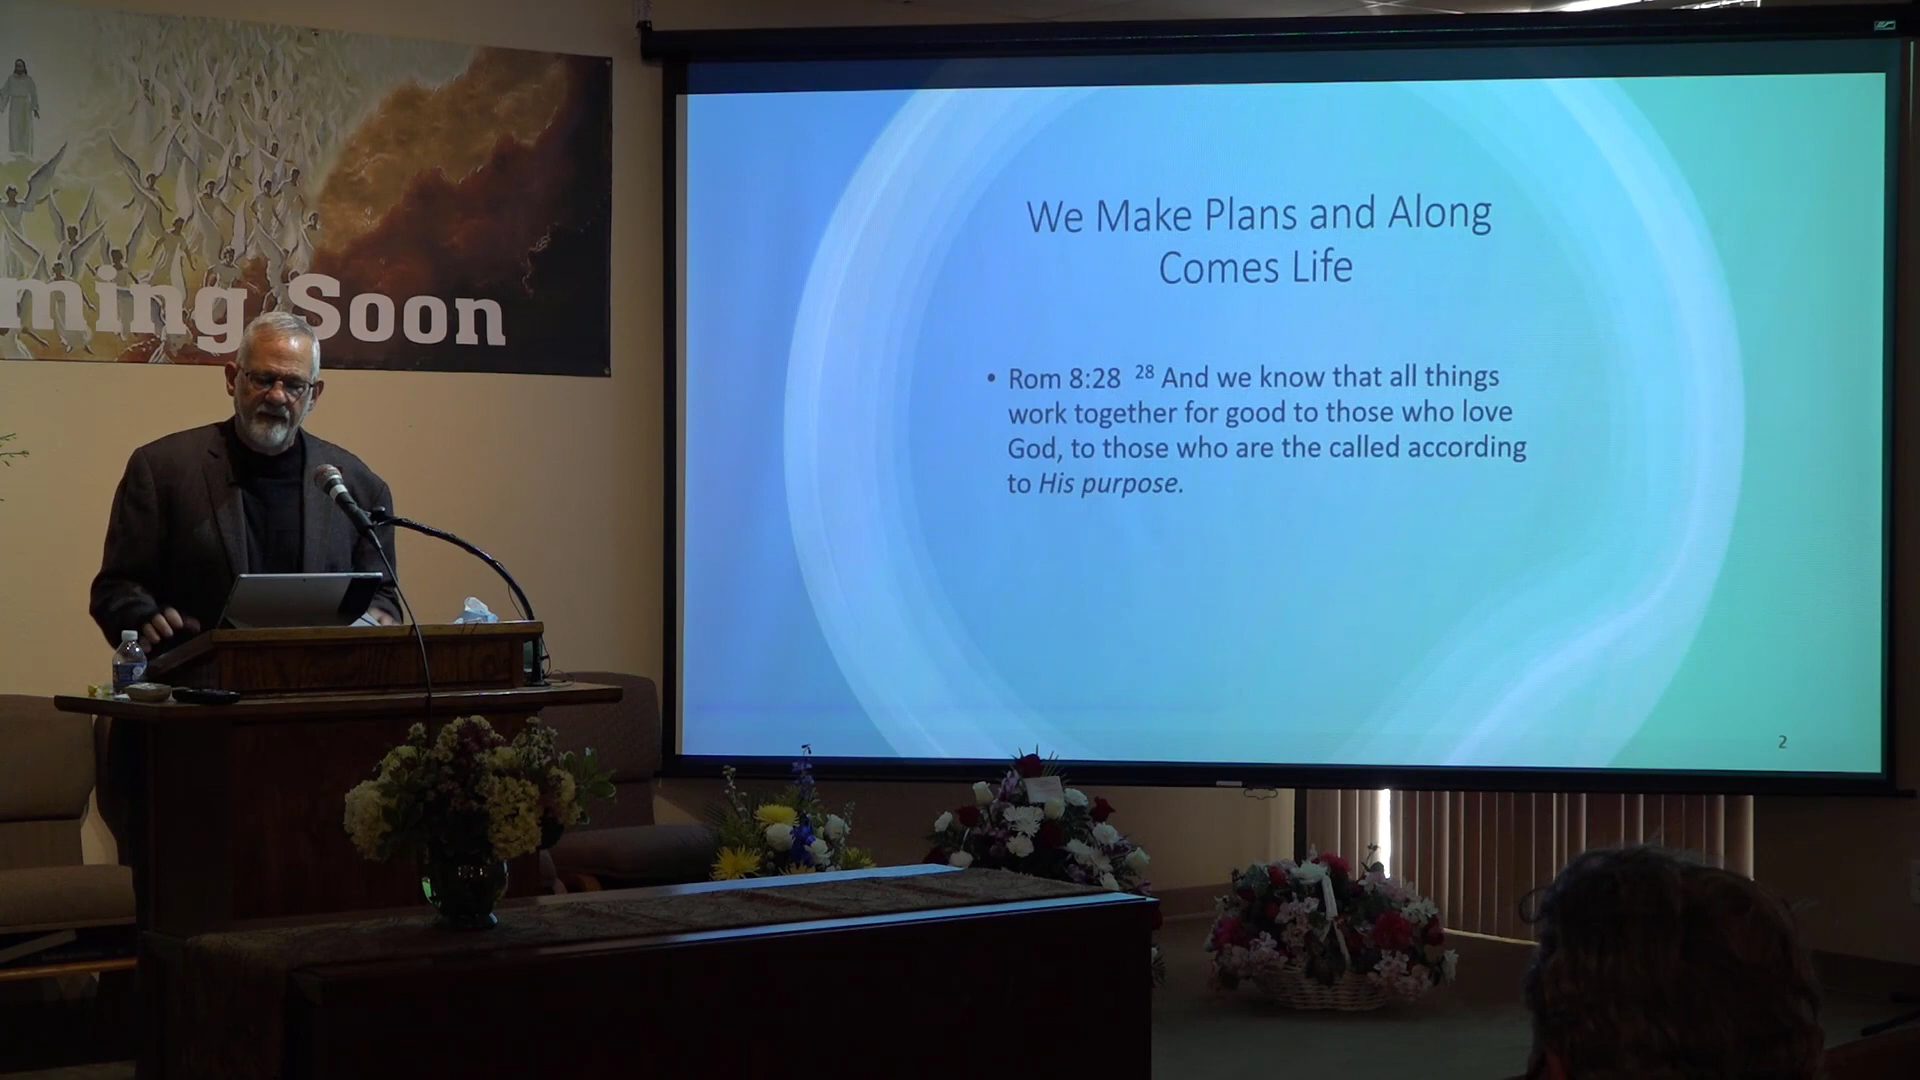 ming Soon
We Make Plans and Along
Comes Life
• Rom 8:28 28 And we know that all things
work together for good to those who love
God, to those who are the called according
to His purpose.
2